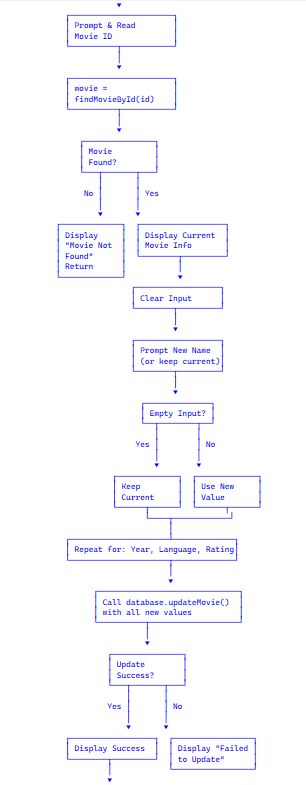 Prompt & Read
Movie ID
movie =
findMovieById(id)
Movie
Found?
No
Yes
Display
"Movie Not
Found"
Return
Display Current
Movie Info
Clear Input
Prompt New Name
(or keep current)
Empty Input?
Yes
No
Keep
Current
Use New
Value
Repeat for: Year, Language, Rating
Call database.updateMovie()
with all new values
Update
Success?
Yes
No
Display Success
Display "Failed
to Update"